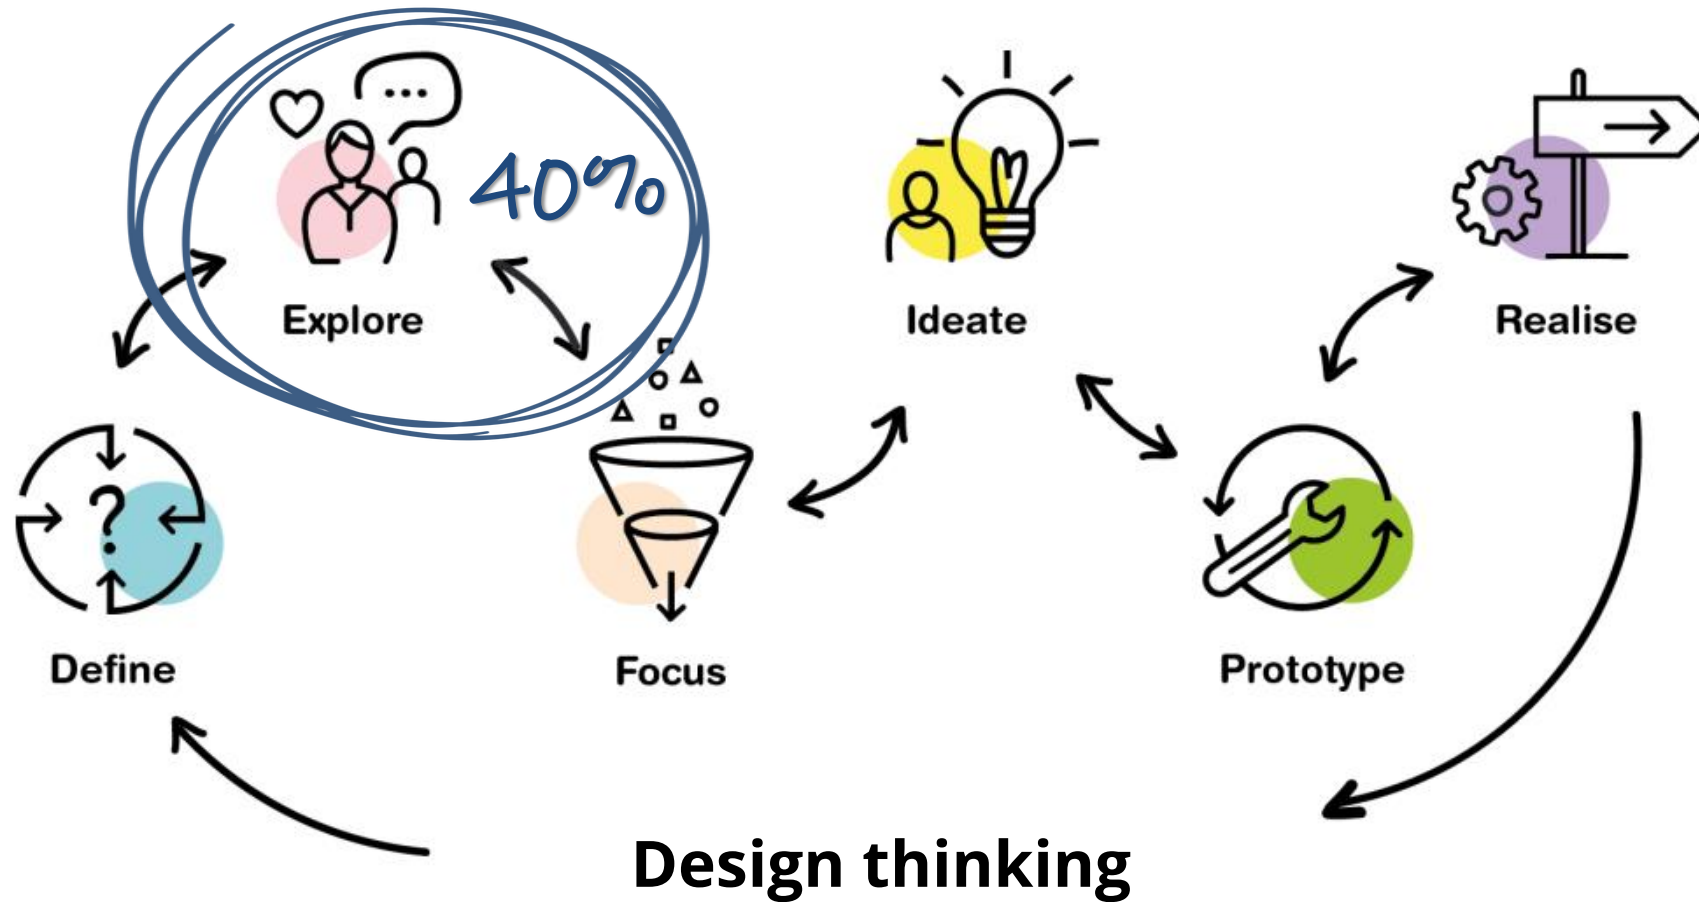 40%
Explore
Ideate
Realise
?
Define
Focus
Prototype
Design thinking